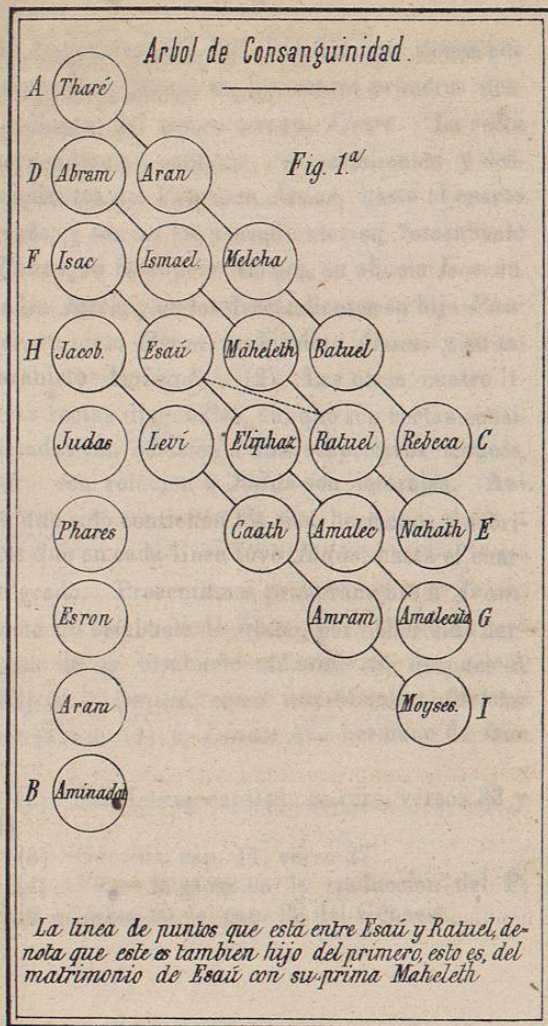 Arbol de Consanguinidad.
A Tharé
D Abram Aran Fig. 1.ª
F Isac Ismael Melcha
H Jacob. Esaú Maheleth Batuel
Judas Leví Eliphaz Ratuel Rebeca C
Phares Caath Amalec Nahath E
Esron Amram Amalecita G
Aram Moyses. I
B Aminadab
La linea de puntos que está entre Esaú y Ratuel, de-
nota que este es tambien hijo del primero, esto es, del
matrimonio de Esaú con su prima Maheleth